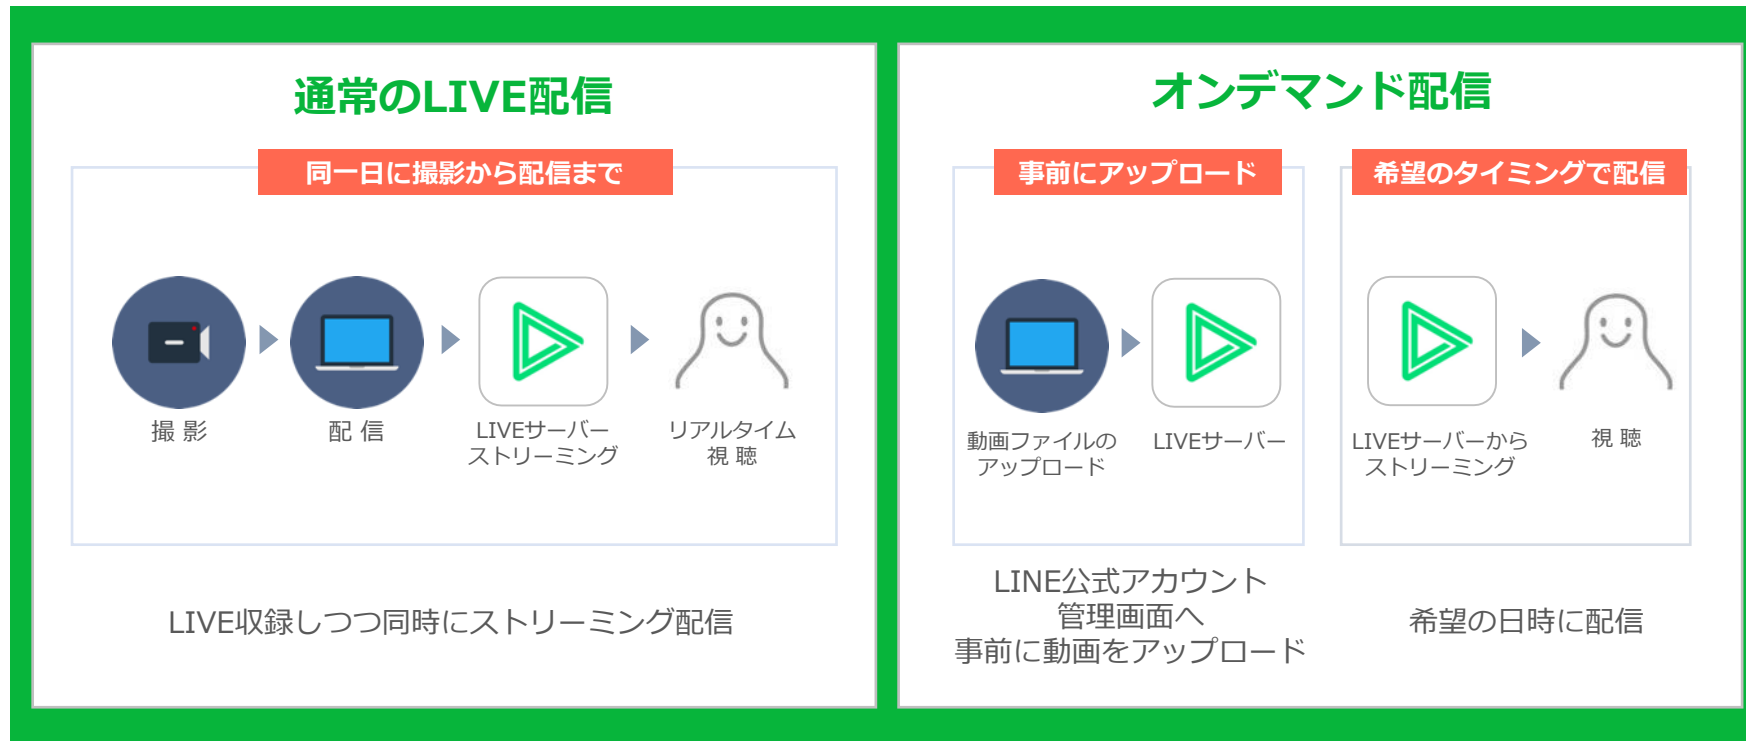 通常のLIVE配信
同一日に撮影から配信まで
撮 影
配 信
LIVEサーバー
ストリーミング
リアルタイム
視 聴
LIVE収録しつつ同時にストリーミング配信
オンデマンド配信
事前にアップロード
動画ファイルの
アップロード
LIVEサーバー
LINE公式アカウント
管理画面へ
事前に動画をアップロード
希望のタイミングで配信
LIVEサーバーから
ストリーミング
視 聴
希望の日時に配信